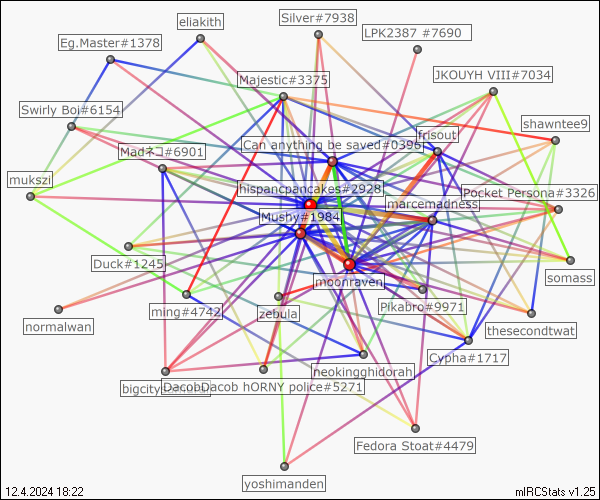 Silver#7938
eliakith
LPK2387 #7690
Eg.Master#1378
Majestic#3375
JKOUYH VIII#7034
Swirly Boi#6154
shawntee9
frisout
Can anything be saved#0396
Madネコ#6901
mukszi
hispancpancakes#2928
Pocket Persona#3326
marcemadness
Mushy#1984
Duck#1245
somass
moonraven
Pikabro#9971
ming#4742
zebula
normalwan
thesecondtwat
Cypha#1717
neokingghidorah
DacobDacob hORNY police#5271
Fedora Stoat#4479
yoshimanden
12.4.2024 18:22
mIRCStats v1.25